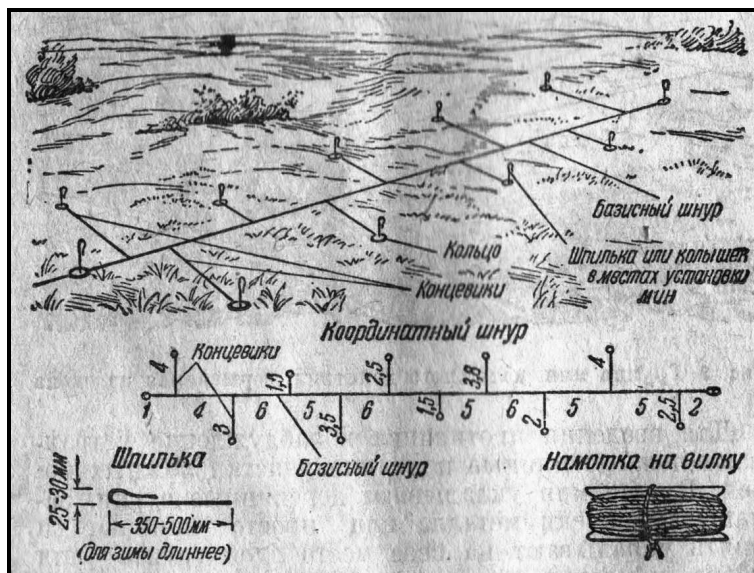 Базисный шнур
Кольцо
Шпилька или колышек
в местах установки
мин
Концевики
Координатный шнур
4
Концевики
1,5
2,5
3,8
4
1
4
6
6
6
5
5
5
3
3,5
1,5
2
2,5
Шпилька
Базисный шнур
Намотка на вилку
25-30мм
350-500мм
(для зимы длиннее)